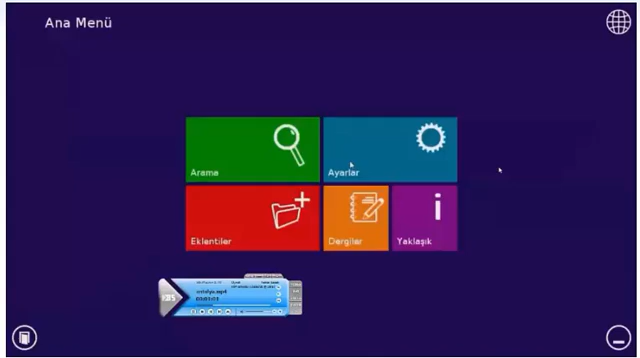 Ana Menü
Arama
Ayarlar
Eklentiler
Dergiler
Yaklaşık